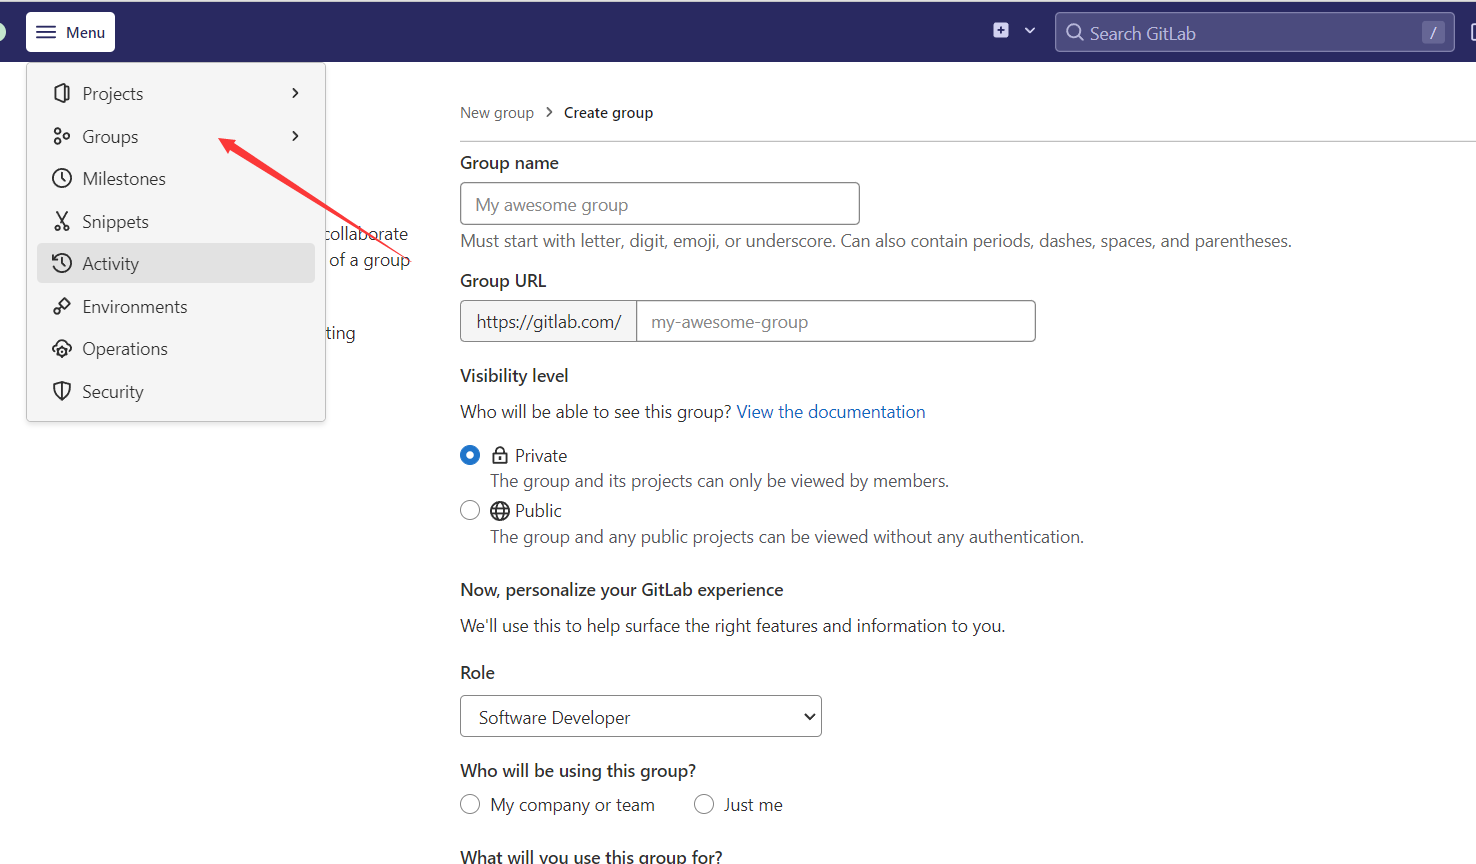 Menu
Search GitLab
/
Projects
Groups
Milestones
Snippets
Activity
Environments
Operations
Security
collaborate
of a group
ting
New group > Create group
Group name
My awesome group
Must start with letter, digit, emoji, or underscore. Can also contain periods, dashes, spaces, and parentheses.
Group URL
https://gitlab.com/ my-awesome-group
Visibility level
Who will be able to see this group? View the documentation
Private
The group and its projects can only be viewed by members.
Public
The group and any public projects can be viewed without any authentication.
Now, personalize your GitLab experience
We'll use this to help surface the right features and information to you.
Role
Software Developer
Who will be using this group?
My company or team Just me
What will you use this group for?